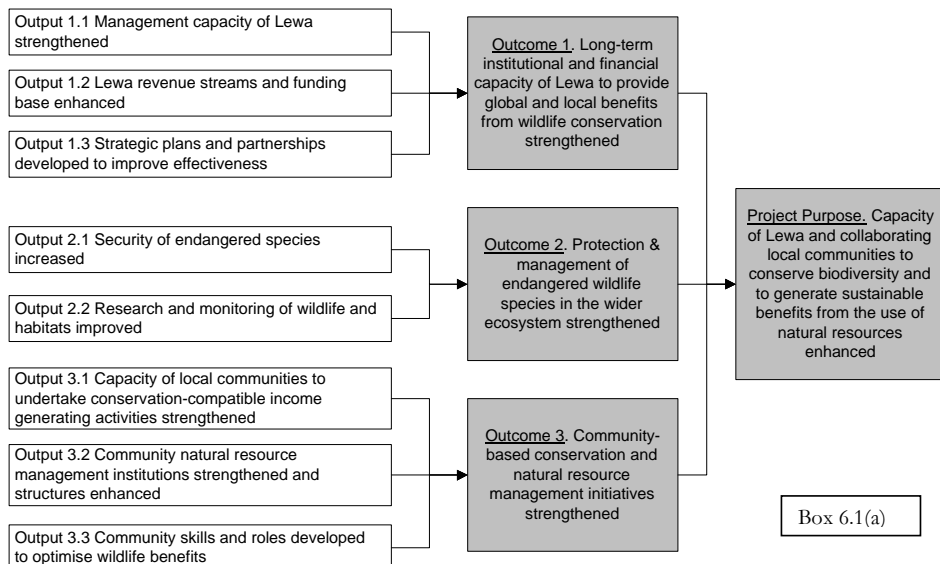 Output 1.1 Management capacity of Lewa
strengthened
Output 1.2 Lewa revenue streams and funding
base enhanced
Output 1.3 Strategic plans and partnerships
developed to improve effectiveness
Outcome 1. Long-term
institutional and financial
capacity of Lewa to provide
global and local benefits
from wildlife conservation
strengthened
Output 2.1 Security of endangered species
increased
Output 2.2 Research and monitoring of wildlife and
habitats improved
Outcome 2. Protection &
management of
endangered wildlife
species in the wider
ecosystem strengthened
Output 3.1 Capacity of local communities to
undertake conservation-compatible income
generating activities strengthened
Output 3.2 Community natural resource
management institutions strengthened and
structures enhanced
Output 3.3 Community skills and roles developed
to optimise wildlife benefits
Outcome 3. Community-
based conservation and
natural resource
management initiatives
strengthened
Project Purpose. Capacity
of Lewa and collaborating
local communities to
conserve biodiversity and
to generate sustainable
benefits from the use of
natural resources
enhanced
Box 6.1(a)